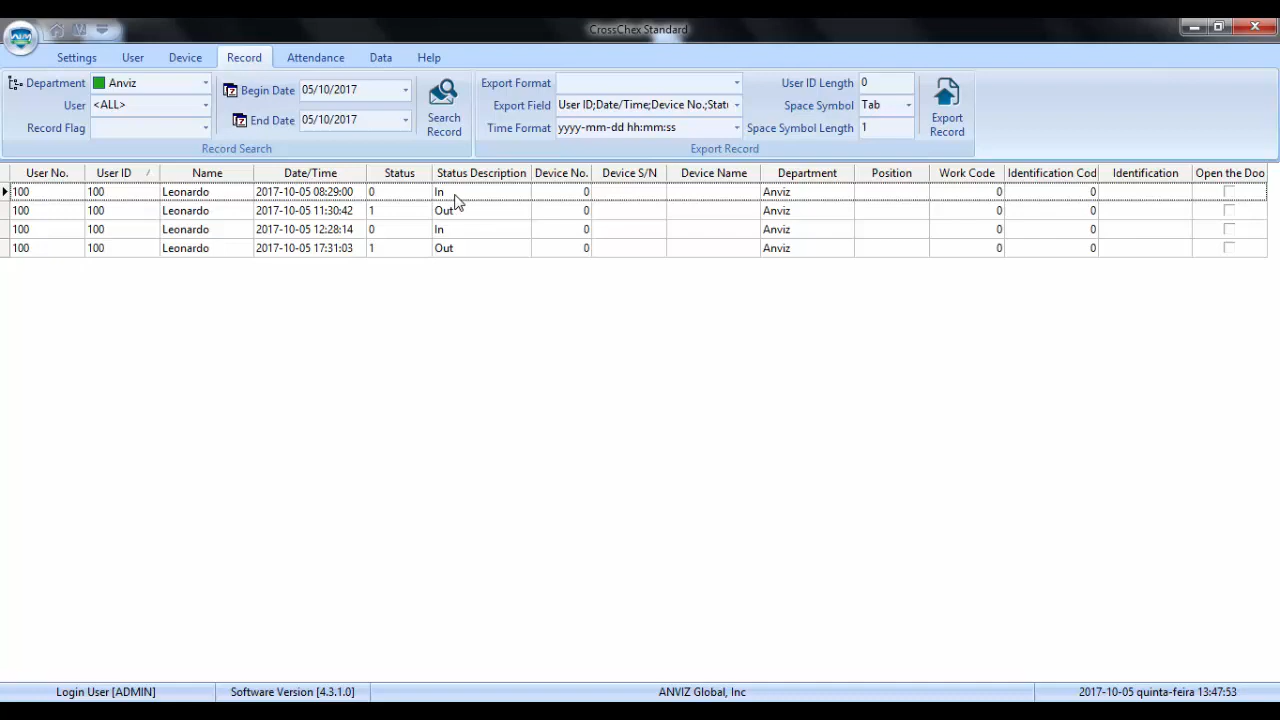 CrossChex Standard
Settings User Device Record Attendance Data Help
Department Anviz Begin Date 05/10/2017 Export Format User ID Length 0
User <ALL> Search Record Export Field User ID;Date/Time;Device No.;Stat Space Symbol Tab Export Record
Record Flag End Date 05/10/2017 Time Format yyyy-mm-dd hh:mm:ss Space Symbol Length 1
Record Search Export Record
User No. User ID / Name Date/Time Status Status Description Device No. Device S/N Device Name Department Position Work Code Identification Cod Identification Open the Doo
100 100 Leonardo 2017-10-05 08:29:00 0 In 0 Anviz 0 0
100 100 Leonardo 2017-10-05 11:30:42 1 Out 0 Anviz 0 0
100 100 Leonardo 2017-10-05 12:28:14 0 In 0 Anviz 0 0
100 100 Leonardo 2017-10-05 17:31:03 1 Out 0 Anviz 0 0
Login User [ADMIN] Software Version [4.3.1.0] ANVIZ Global, Inc 2017-10-05 quinta-feira 13:47:53